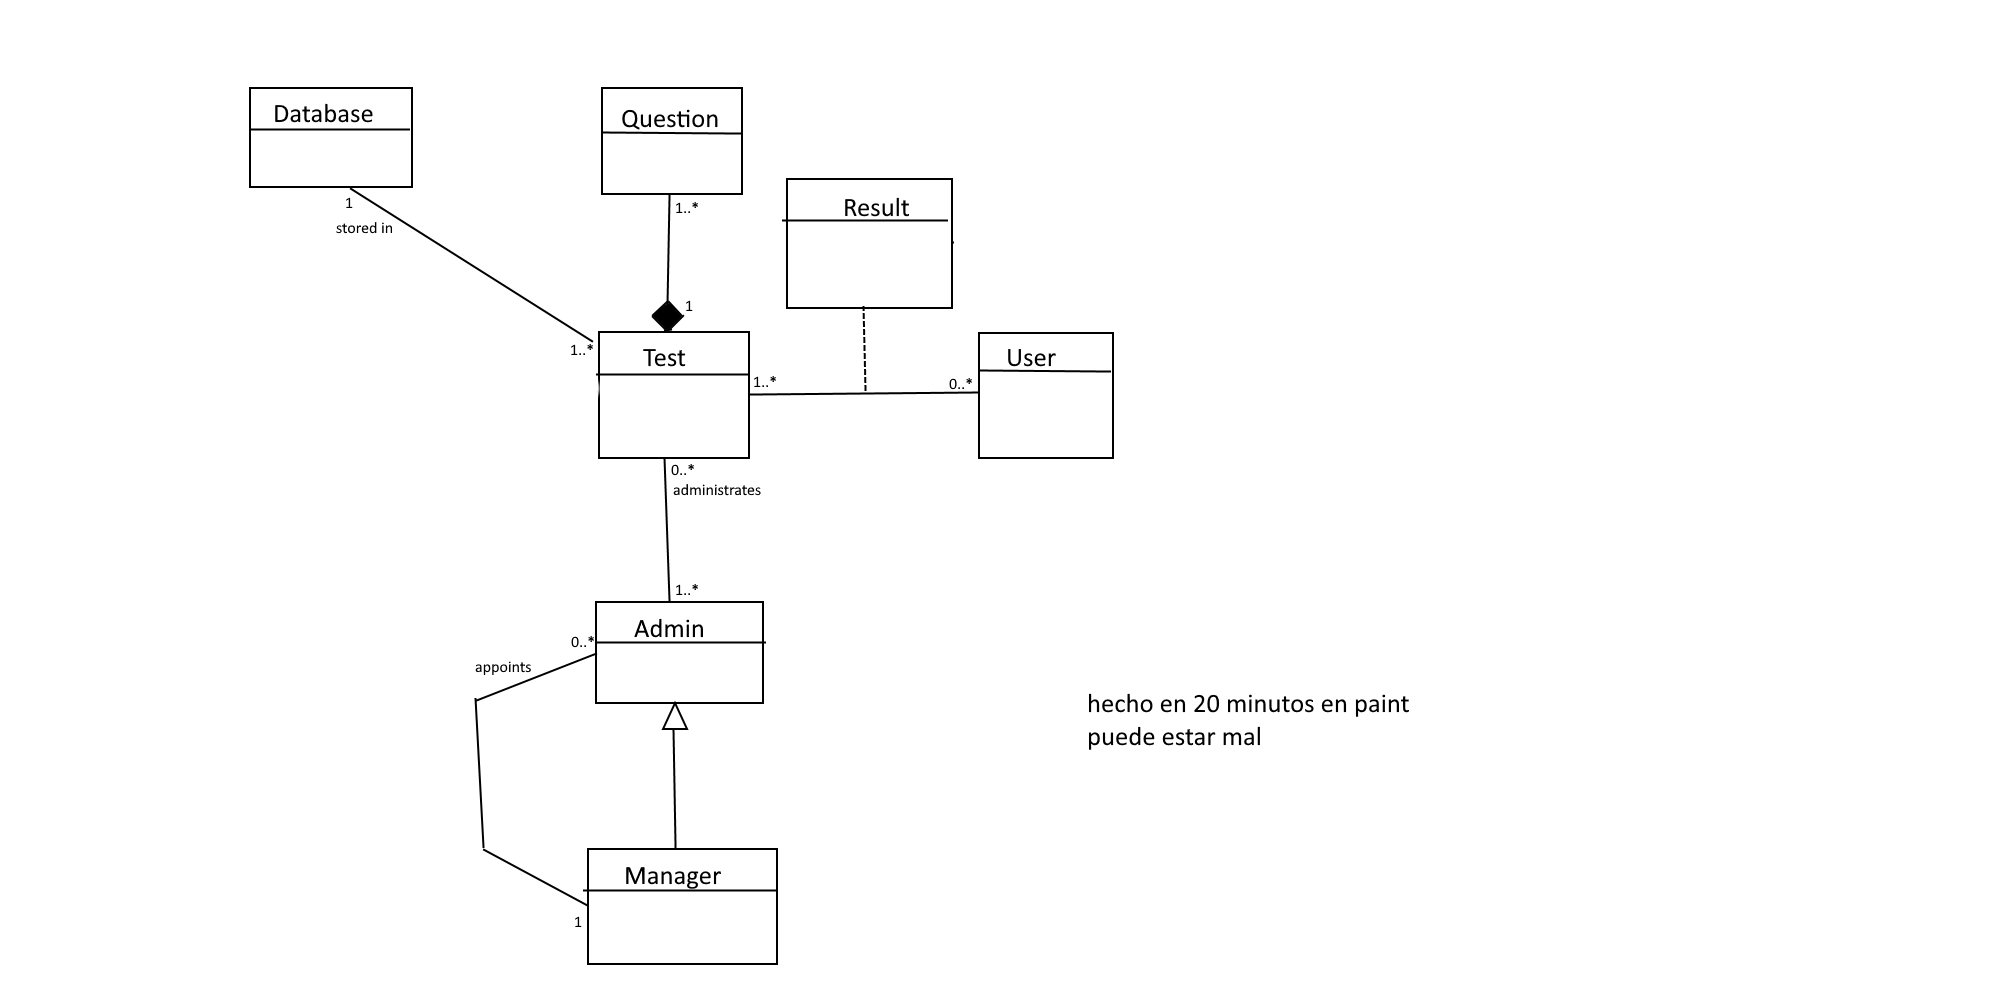 Database
Question
Result
1
stored in
1..*
1
1..*
Test
User
1..*
0..*
0..*
administrates
1..*
Admin
0..*
appoints
Manager
1
hecho en 20 minutos en paint
puede estar mal